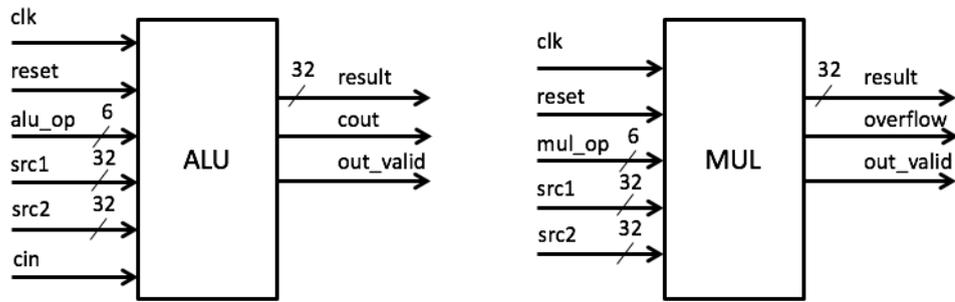 clk
reset
alu_op
6
src1
32
src2
32
cin
ALU
32
result
cout
out_valid
clk
reset
mul_op
6
src1
32
src2
32
MUL
32
result
overflow
out_valid